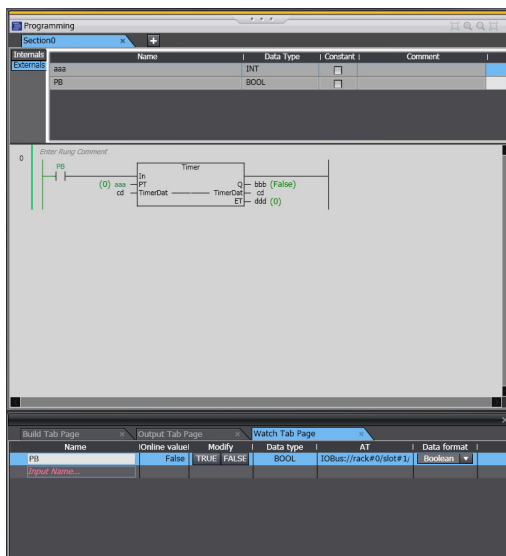 Programming
Section0 × +
Internals
Externals
Name | Data Type | Constant | Comment |
aaa INT
PB BOOL
0 Enter Rung Comment
PB
Timer
In
(0) aaa PT Q bbb (False)
cd TimerDat TimerDat cd
ET ddd (0)
Build Tab Page × Output Tab Page × Watch Tab Page ×
Name |Online value| Modify | Data type | AT | Data format |
PB False TRUE FALSE BOOL IOBus://rack#0/slot#1/ Boolean ▼
Input Name...